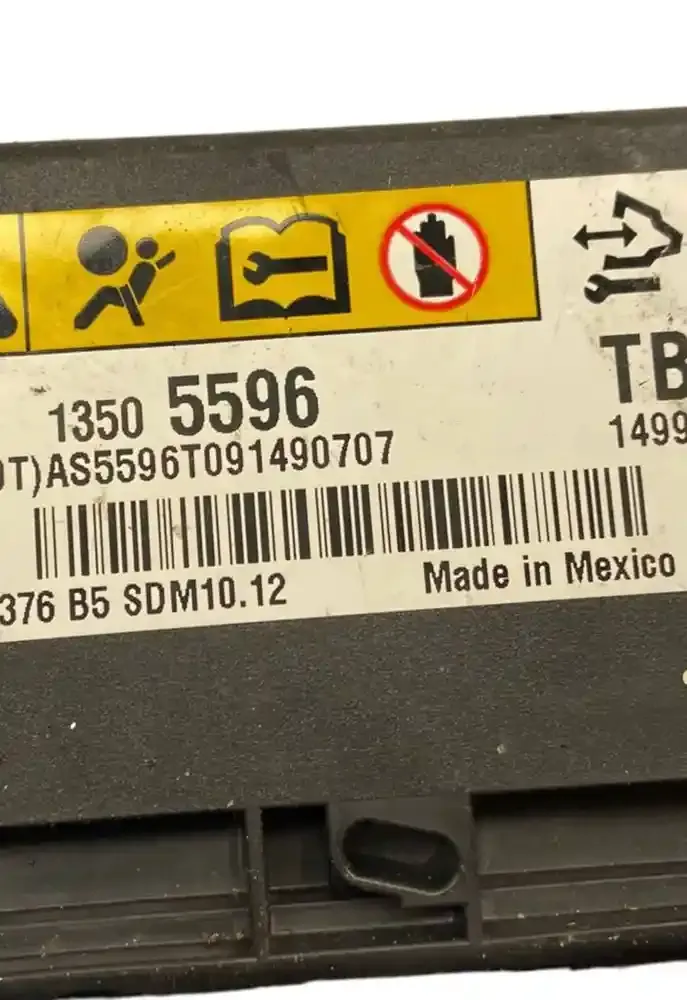 1350 5596
TB
1499
T)AS5596T091490707
376 B5 SDM10.12
Made in Mexico